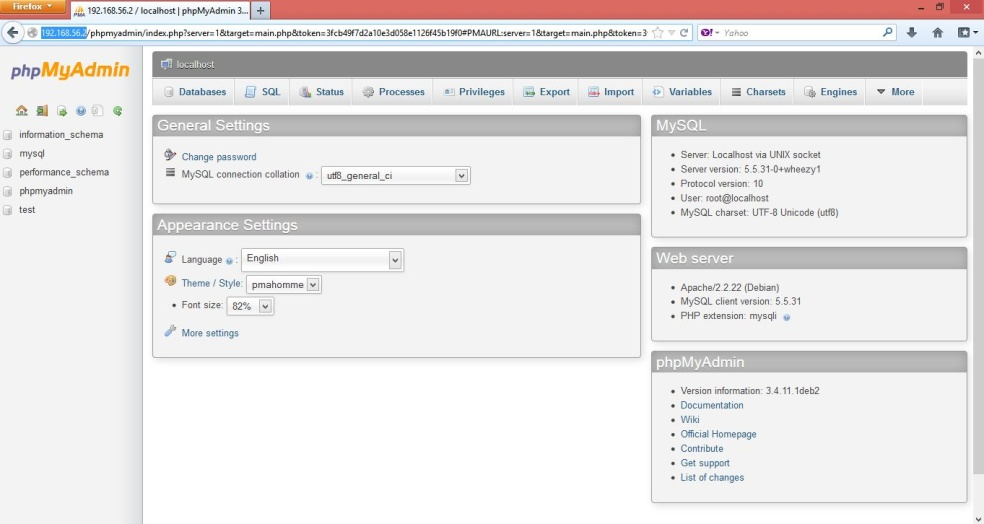 Firefox
192.168.56.2 / localhost | phpMyAdmin 3....
192.168.56.2/phpmyadmin/index.php?server=1&target=main.php&token=3fcb49f7d2a10e3d058e1126f45b19f0#PMAURL:server=1&target=main.php&token=3
Yahoo
phpMyAdmin
localhost
Databases
SQL
Status
Processes
Privileges
Export
Import
Variables
Charsets
Engines
More
information_schema
mysql
performance_schema
phpmyadmin
test
General Settings
Change password
MySQL connection collation : utf8_general_ci
Appearance Settings
Language : English
Theme / Style: pmahomme
Font size: 82%
More settings
MySQL
Server: Localhost via UNIX socket
Server version: 5.5.31-0+wheezy1
Protocol version: 10
User: root@localhost
MySQL charset: UTF-8 Unicode (utf8)
Web server
Apache/2.2.22 (Debian)
MySQL client version: 5.5.31
PHP extension: mysqli
phpMyAdmin
Version information: 3.4.11.1deb2
Documentation
Wiki
Official Homepage
Contribute
Get support
List of changes